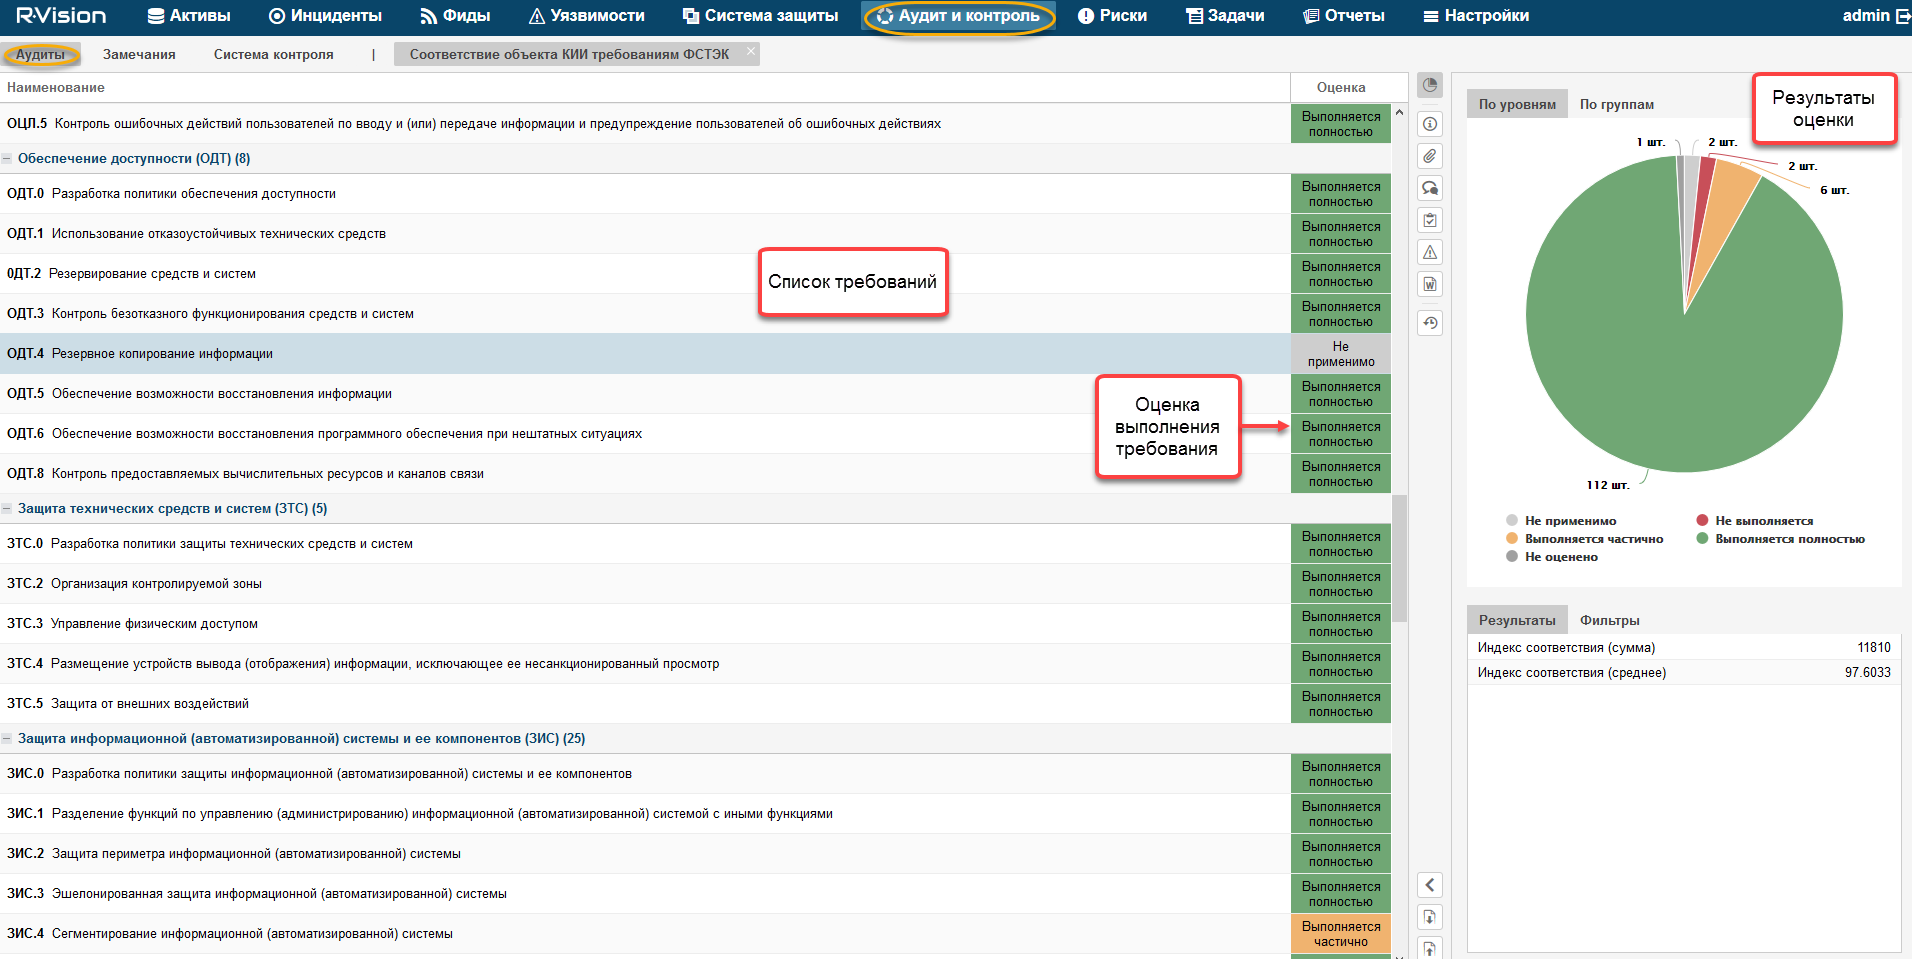 R·Vision Активы Инциденты Фиды Уязвимости Система защиты Аудит и контроль Риски Задачи Отчеты Настройки admin
Аудиты Замечания Система контроля | Соответствие объекта КИИ требованиям ФСТЭК
Наименование Оценка
ОЦЛ.5 Контроль ошибочных действий пользователей по вводу и (или) передаче информации и предупреждение пользователей об ошибочных действиях
Выполняется
полностью
Обеспечение доступности (ОДТ) (8)
ОДТ.0 Разработка политики обеспечения доступности
Выполняется
полностью
ОДТ.1 Использование отказоустойчивых технических средств
Выполняется
полностью
0ДТ.2 Резервирование средств и систем
Выполняется
полностью
ОДТ.3 Контроль безотказного функционирования средств и систем
Выполняется
полностью
ОДТ.4 Резервное копирование информации
Не
применимо
ОДТ.5 Обеспечение возможности восстановления информации
Выполняется
полностью
ОДТ.6 Обеспечение возможности восстановления программного обеспечения при нештатных ситуациях
Выполняется
полностью
ОДТ.8 Контроль предоставляемых вычислительных ресурсов и каналов связи
Выполняется
полностью
Защита технических средств и систем (ЗТС) (5)
ЗТС.0 Разработка политики защиты технических средств и систем
Выполняется
полностью
ЗТС.2 Организация контролируемой зоны
Выполняется
полностью
ЗТС.3 Управление физическим доступом
Выполняется
полностью
ЗТС.4 Размещение устройств вывода (отображения) информации, исключающее ее несанкционированный просмотр
Выполняется
полностью
ЗТС.5 Защита от внешних воздействий
Выполняется
полностью
Защита информационной (автоматизированной) системы и ее компонентов (ЗИС) (25)
ЗИС.0 Разработка политики защиты информационной (автоматизированной) системы и ее компонентов
Выполняется
полностью
ЗИС.1 Разделение функций по управлению (администрированию) информационной (автоматизированной) системой с иными функциями
Выполняется
полностью
ЗИС.2 Защита периметра информационной (автоматизированной) системы
Выполняется
полностью
ЗИС.3 Эшелонированная защита информационной (автоматизированной) системы
Выполняется
полностью
ЗИС.4 Сегментирование информационной (автоматизированной) системы
Выполняется
частично
Список требований
Оценка
выполнения
требования
По уровням По группам
Результаты
оценки
1 шт. 2 шт.
2 шт.
6 шт.
112 шт.
Не применимо Не выполняется
Выполняется частично Выполняется полностью
Не оценено
Результаты Фильтры
Индекс соответствия (сумма) 11810
Индекс соответствия (среднее) 97.6033